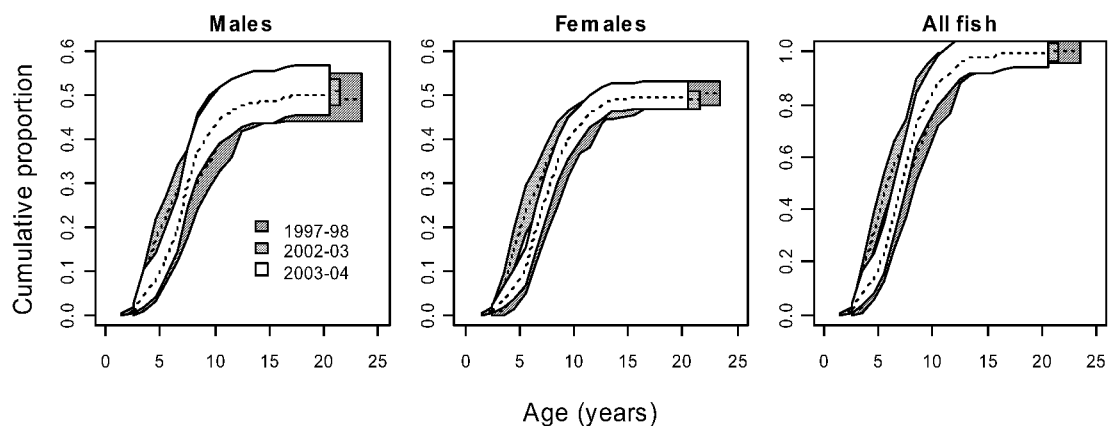 Males Females All fish
Cumulative proportion
0.0 0.1 0.2 0.3 0.4 0.5 0.6
0.0 0.1 0.2 0.3 0.4 0.5 0.6
0.0 0.2 0.4 0.6 0.8 1.0
1997-98
2002-03
2003-04
0 5 10 15 20 25 0 5 10 15 20 25 0 5 10 15 20 25
Age (years)